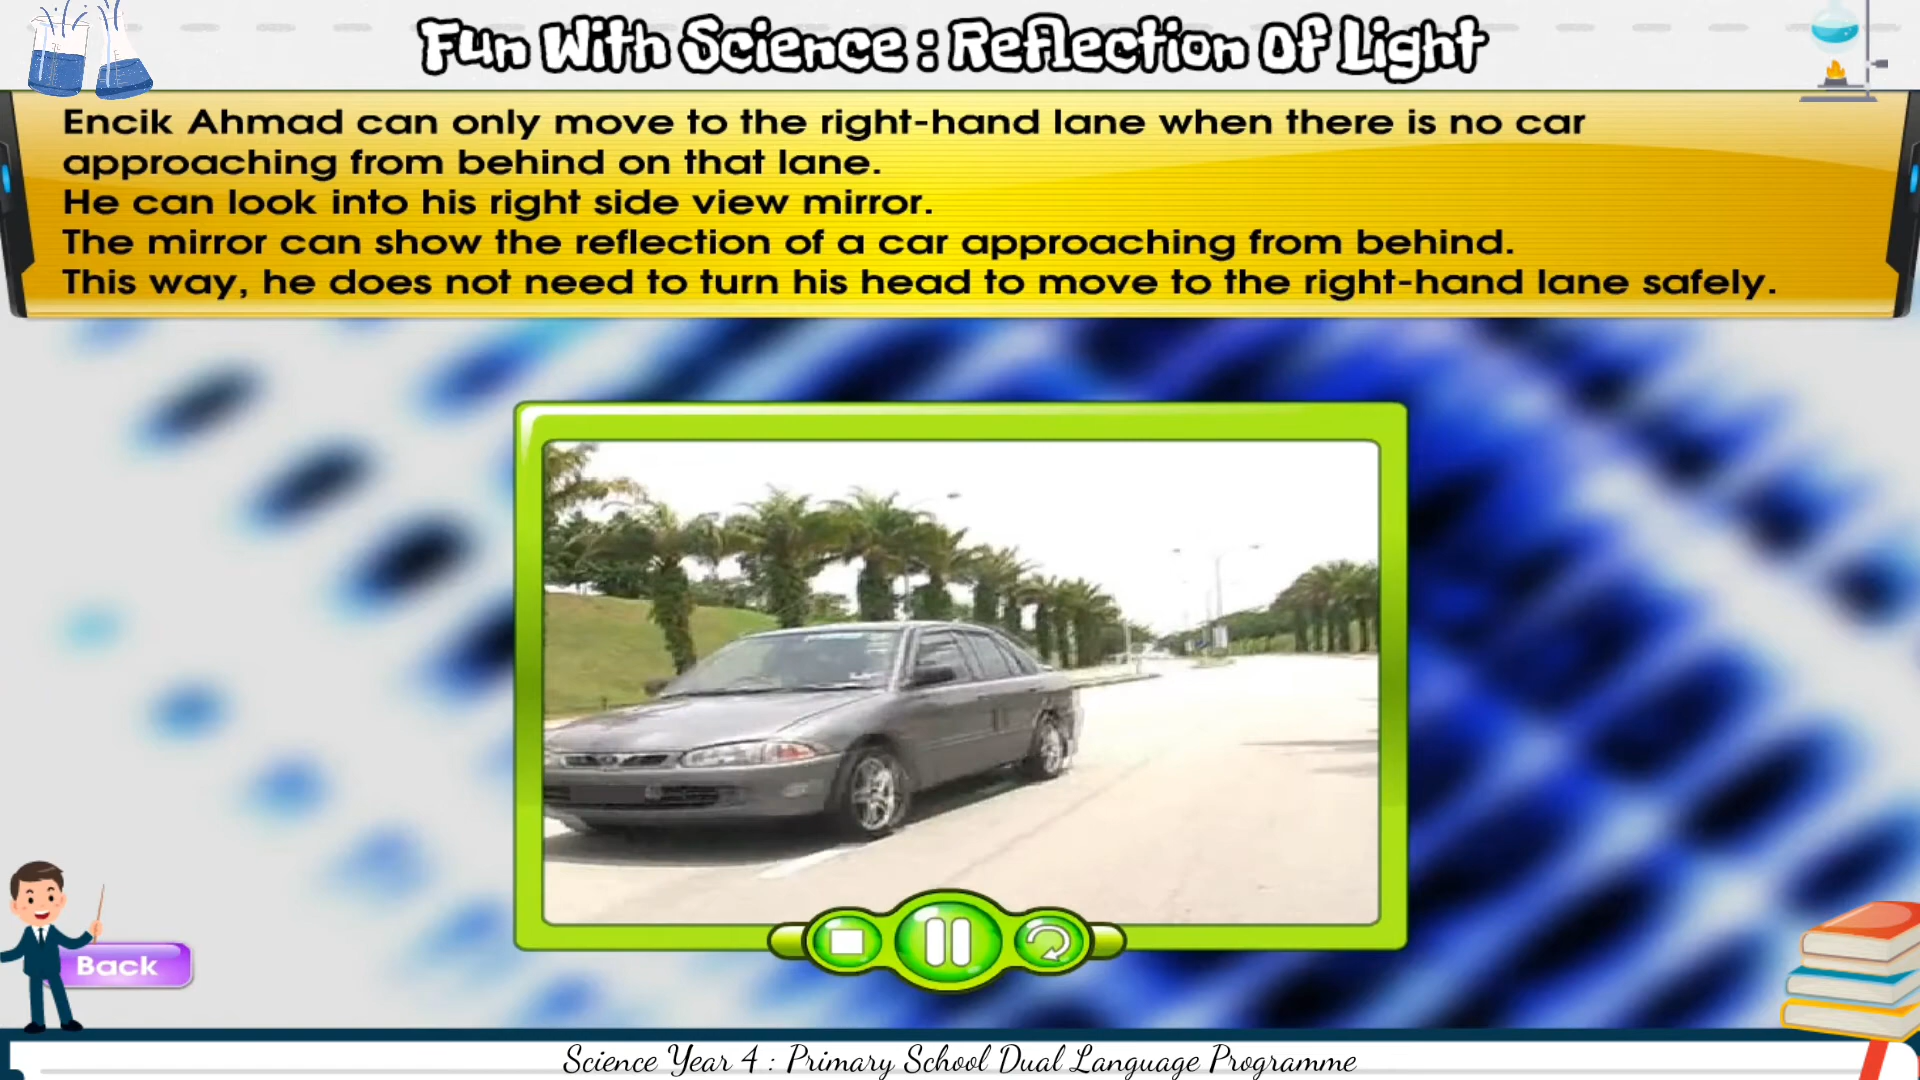 Fun With Science : Reflection Of Light
Encik Ahmad can only move to the right-hand lane when there is no car
approaching from behind on that lane.
He can look into his right side view mirror.
The mirror can show the reflection of a car approaching from behind.
This way, he does not need to turn his head to move to the right-hand lane safely.
Back
Science Year 4 : Primary School Dual Language Programme